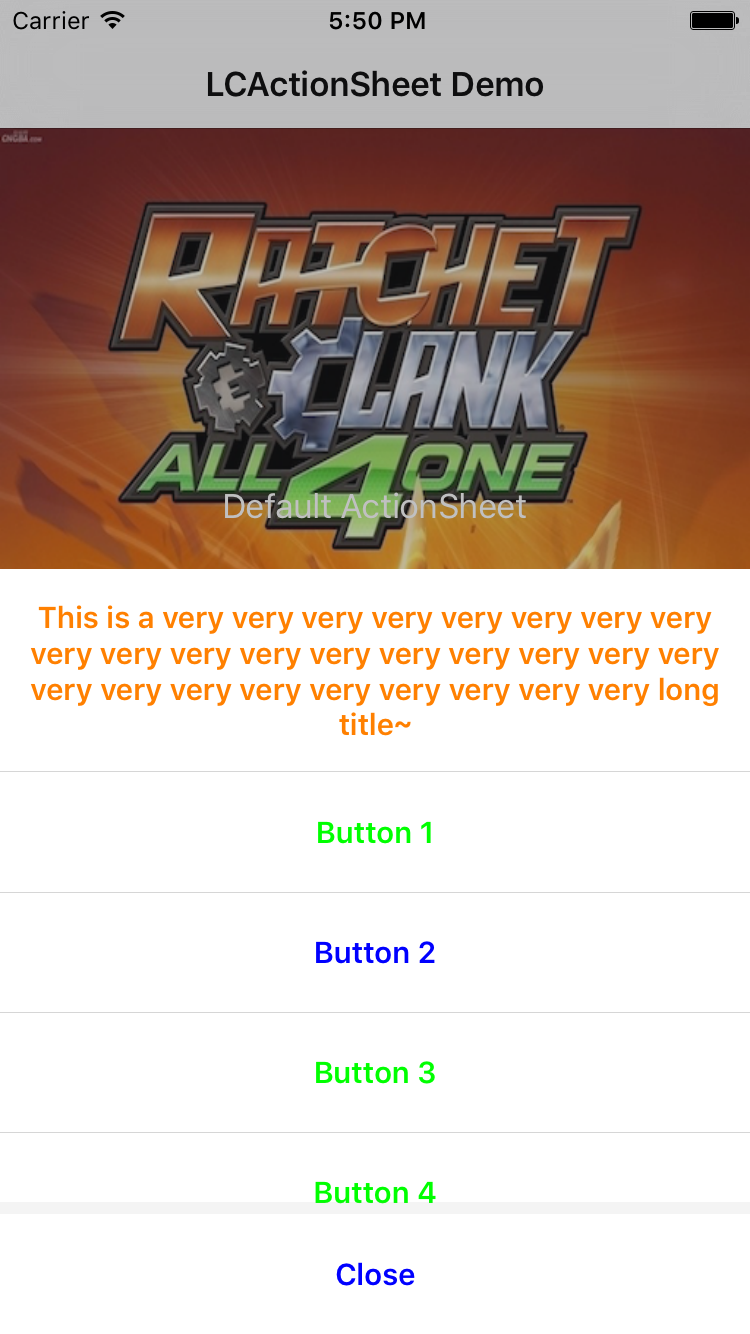 Carrier
5:50 PM
LCActionSheet Demo
CNGBA.COM
RATCHET
& CLANK
ALL 4 ONE
Default ActionSheet
This is a very very very very very very very very
very very very very very very very very very very
very very very very very very very very very long
title~
Button 1
Button 2
Button 3
Button 4
Close